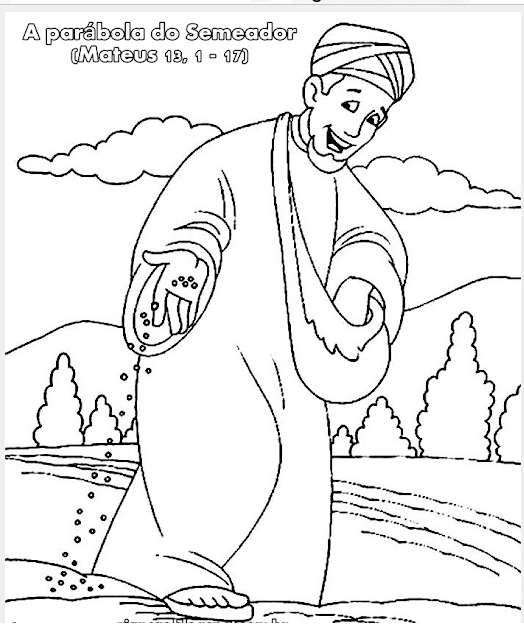 A parábola do Semeador
(Mateus 13, 1 - 17)